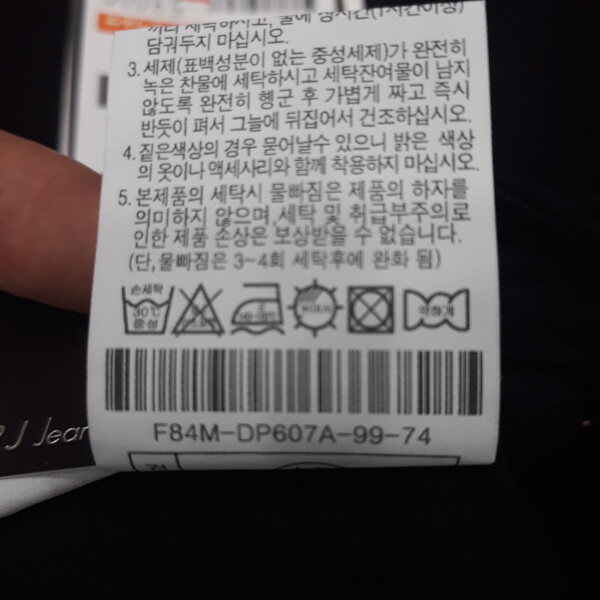 담궈두지 마십시오.
3.세제(표백성분이 없는 중성세제)가 완전히
녹은 찬물에 세탁하시고 세탁잔여물이 남지
않도록 완전히 헹군 후 가볍게 짜고 즉시
반듯이 펴서 그늘에 뒤집어서 건조하십시오.
4. 짙은색상의 경우 묻어날수 있으니 밝은 색상
의 옷이나 액세사리와 함께 착용하지 마십시오.
5. 본제품의 세탁시 물빠짐은 제품의 하자를
의미하지 않으며,세탁 및 취급부주의로
인한 제품 손상은 보상받을 수 없습니다.
(단,물빠짐은 3~4회 세탁후에 완화 됨)
손세탁
30℃
중성
약하게
F84M-DP607A-99-74
J Jean